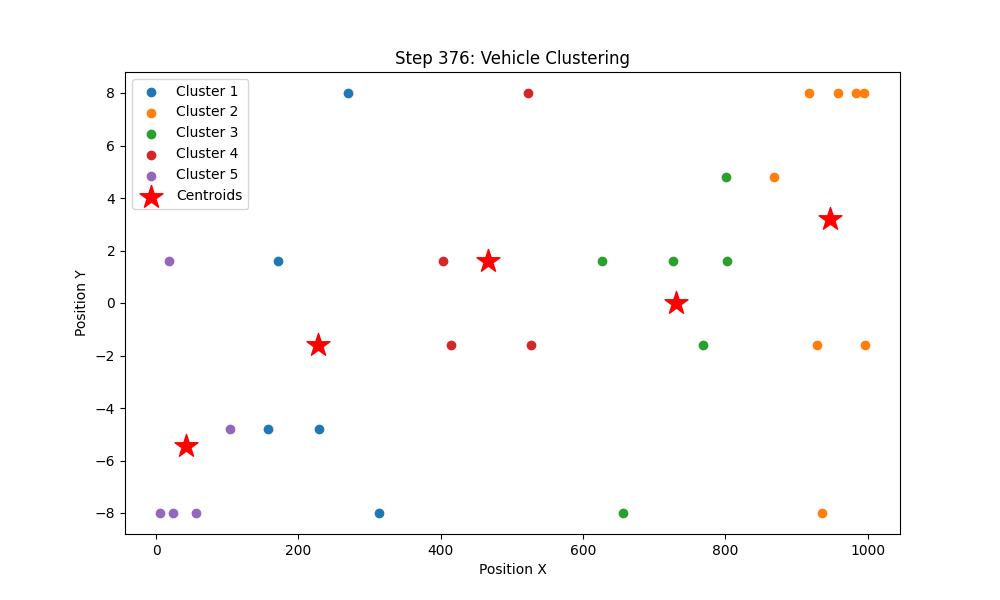 Step 376: Vehicle Clustering
Cluster 1
Cluster 2
Cluster 3
Cluster 4
Cluster 5
Centroids
8
6
4
2
0
−2
−4
−6
−8
Position Y
0 200 400 600 800 1000
Position X